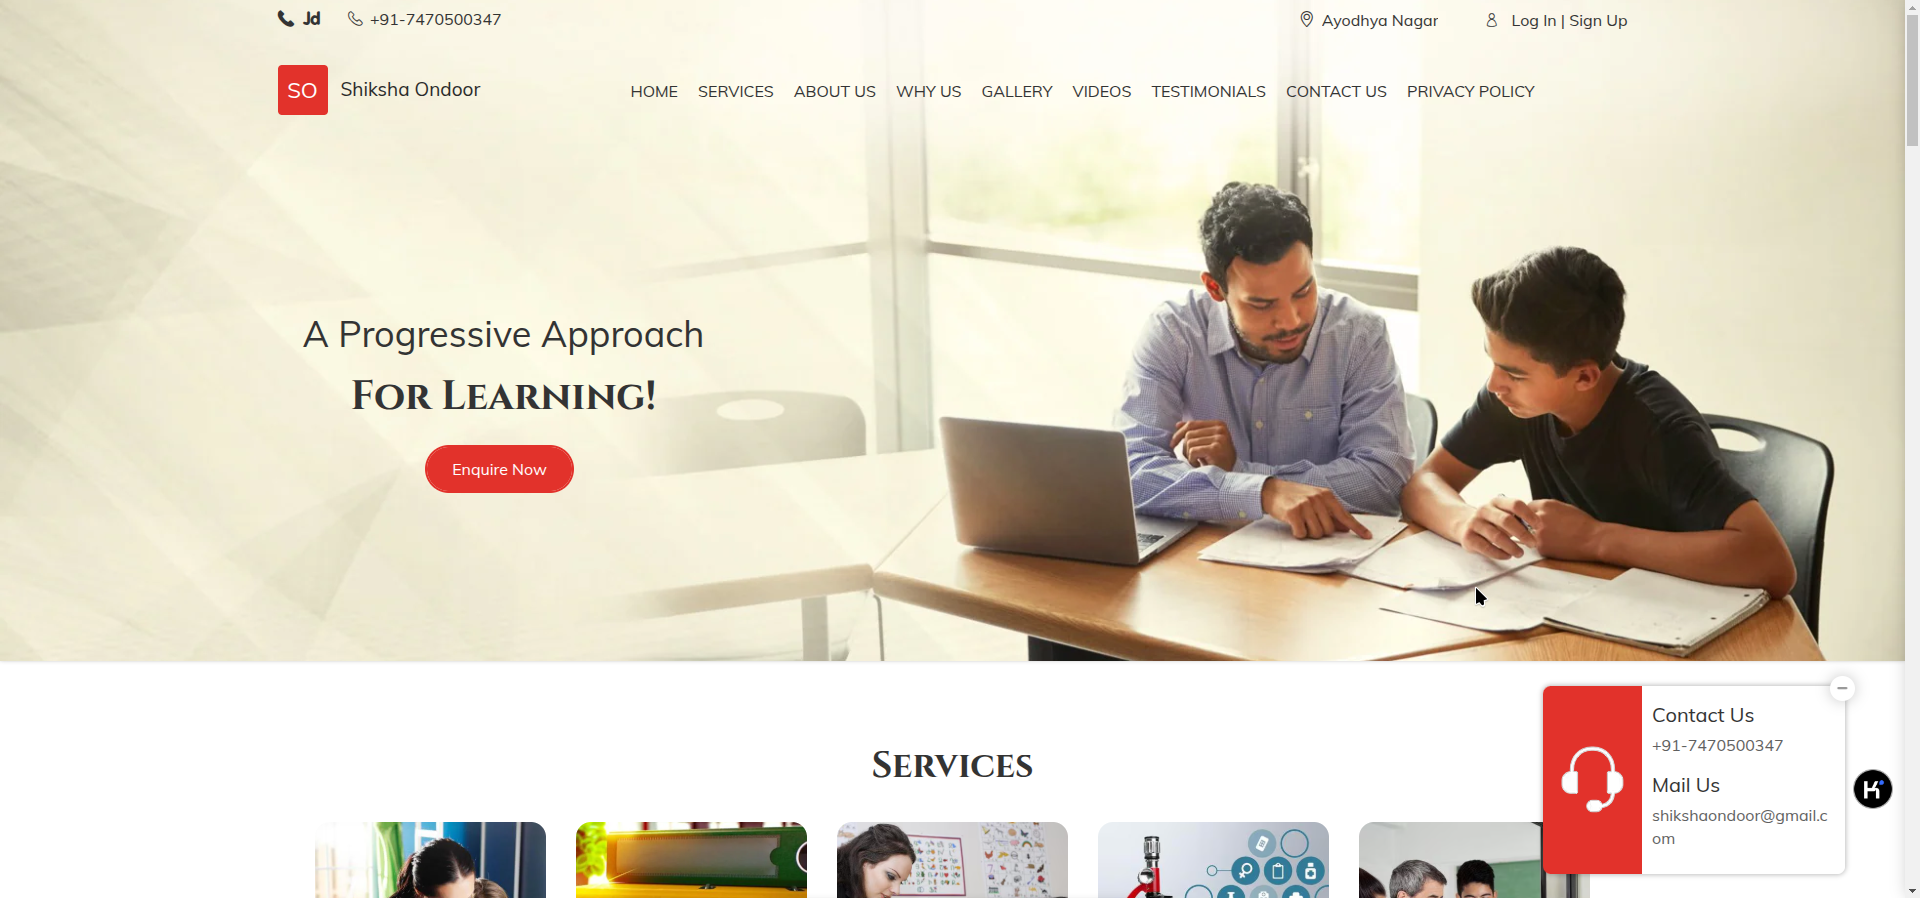 Jd +91-7470500347 Ayodhya Nagar Log In | Sign Up
SO Shiksha Ondoor HOME SERVICES ABOUT US WHY US GALLERY VIDEOS TESTIMONIALS CONTACT US PRIVACY POLICY
A Progressive Approach
For Learning!
Enquire Now
Services
Contact Us
+91-7470500347
Mail Us
shikshaondoor@gmail.c
om
K